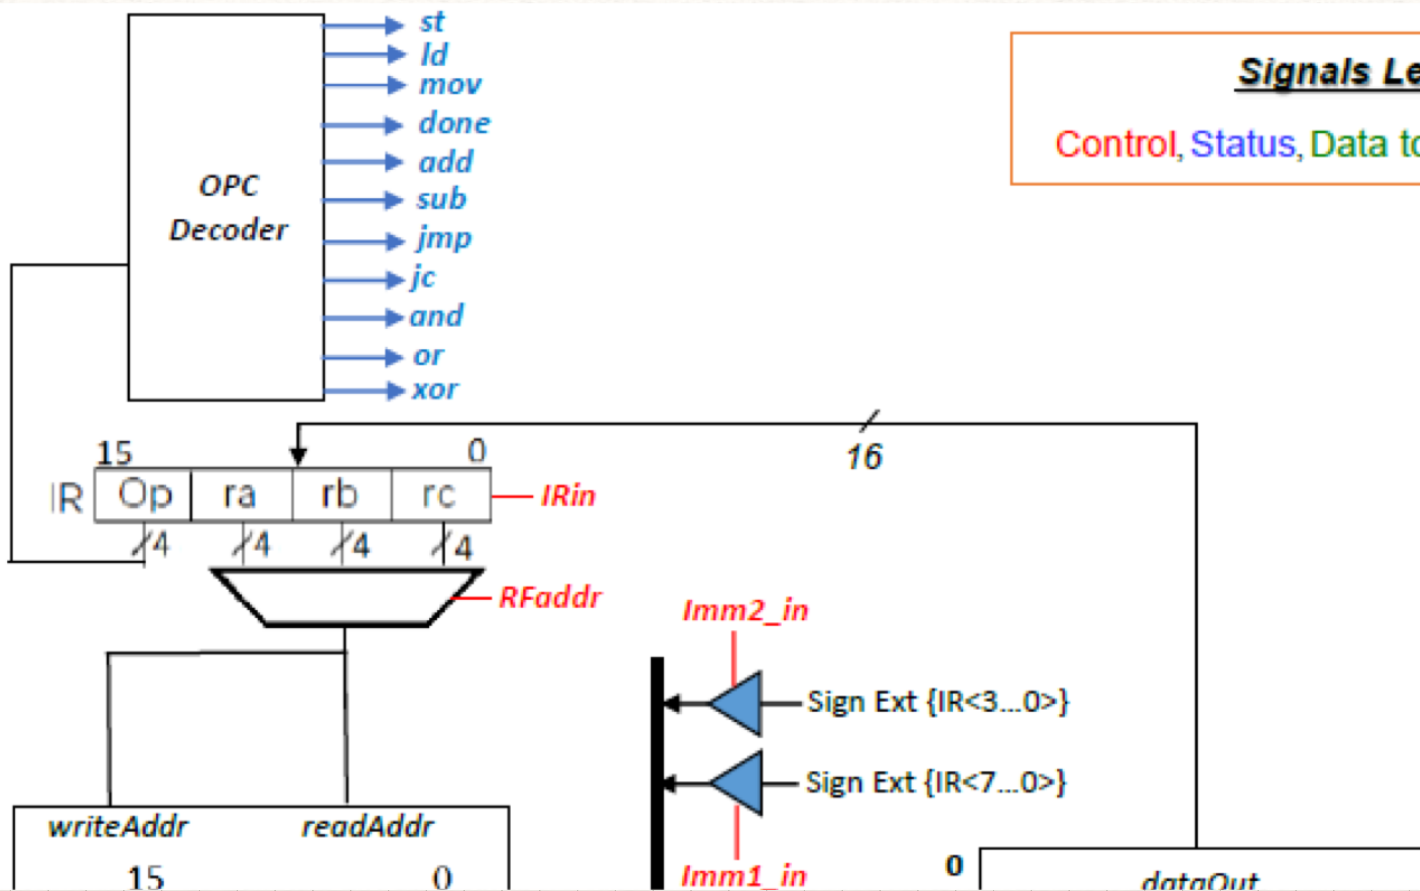 st
ld
mov
done
add
sub
jmp
jc
and
or
xor
OPC
Decoder
Signals
Control, Status, Data
15 0
16
IR Op ra rb rc IRin
4 4 4 4
RFaddr
Imm2_in
Sign Ext {IR<3...0>}
Sign Ext {IR<7...0>}
Imm1_in
writeAddr readAddr
15 0
0
dataOut